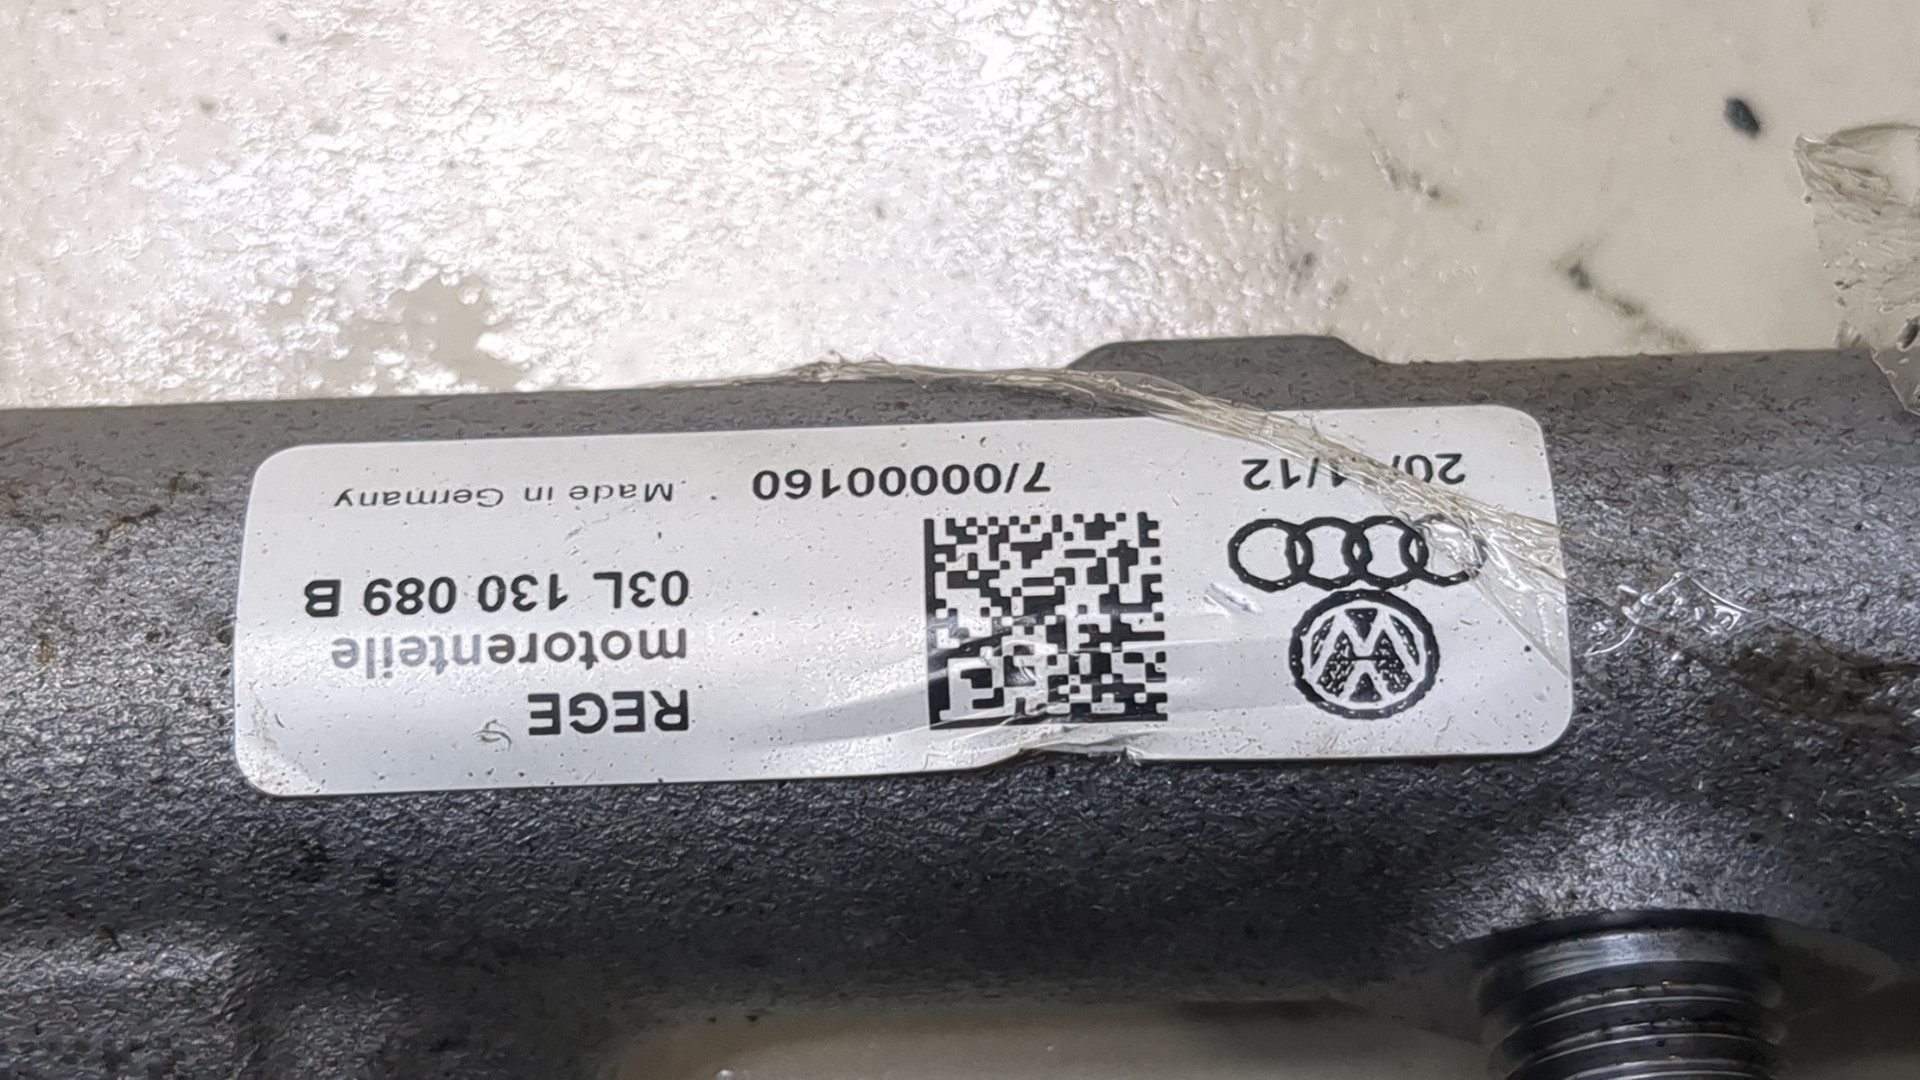 REGE
motorenteile
03L 130 089 B
Made in Germany
7/00000160